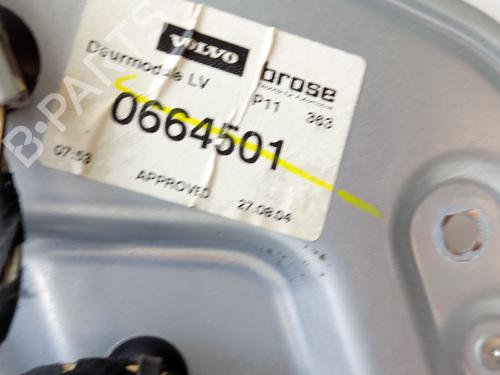 VOLVO
brose
Deurmodule LV
P11 363
0664501
07:53
APPROVED
27.08.04
B-PARTS